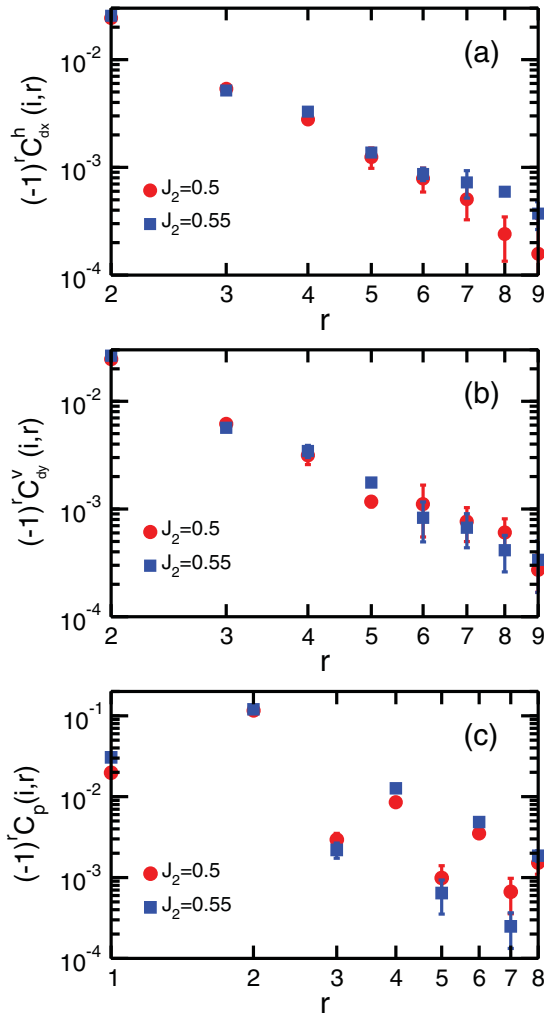 (a)
10⁻²
10⁻³
10⁻⁴
(-1)^r C^h_dx (i,r)
J₂=0.5
J₂=0.55
2 3 4 5 6 7 8 9
r
(b)
10⁻²
10⁻³
10⁻⁴
(-1)^r C^v_dy (i,r)
J₂=0.5
J₂=0.55
2 3 4 5 6 7 8 9
r
(c)
10⁻¹
10⁻²
10⁻³
10⁻⁴
(-1)^r C_p(i,r)
J₂=0.5
J₂=0.55
1 2 3 4 5 6 7 8
r